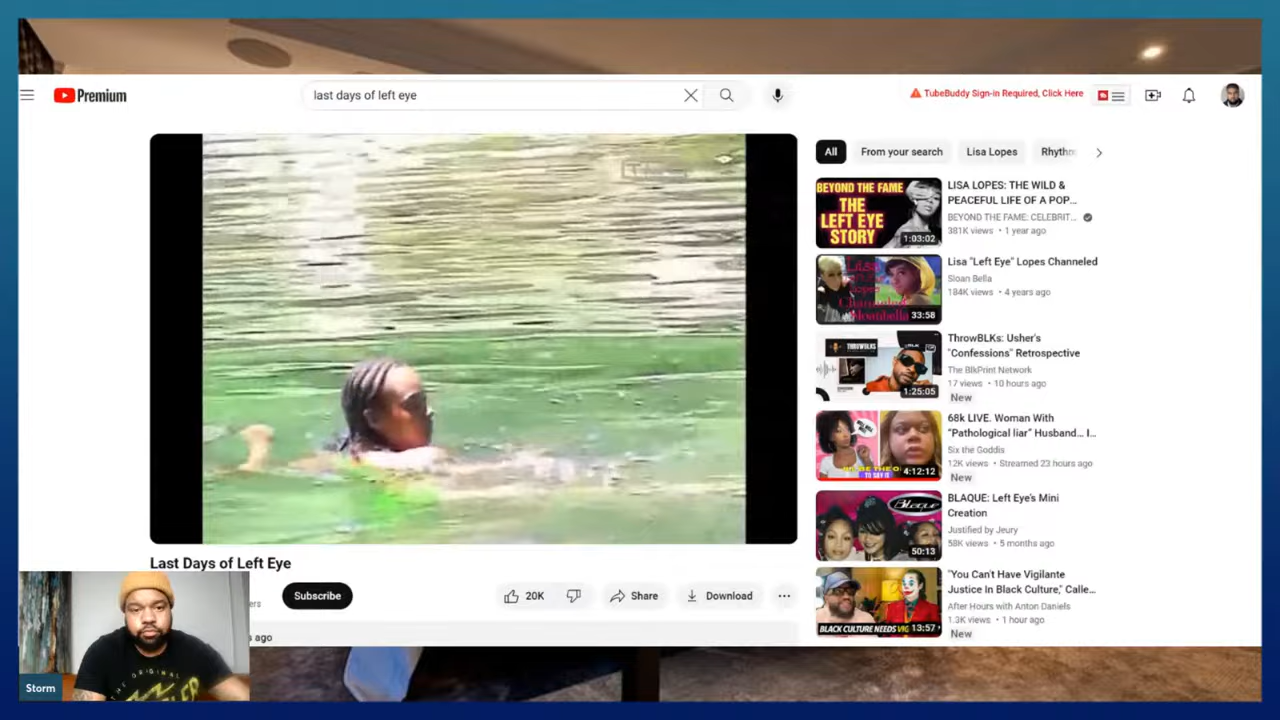 Premium
last days of left eye
TubeBuddy Sign-in Required, Click Here
All
From your search
Lisa Lopes
Rhythm
BEYOND THE FAME
THE
LEFT EYE
STORY
1:03:02
LISA LOPES: THE WILD &
PEACEFUL LIFE OF A POP...
BEYOND THE FAME: CELEBRIT...
381K views • 1 year ago
33:58
Lisa "Left Eye" Lopes Channeled
Sloan Bella
184K views • 4 years ago
THROWBLKS
1:25:05
ThrowBLKs: Usher's
"Confessions" Retrospective
The BlkPrint Network
17 views • 10 hours ago
New
4:12:12
68k LIVE. Woman With
"Pathological liar" Husband... I...
Six the Goddis
12K views • Streamed 23 hours ago
New
Blaque
50:13
BLAQUE: Left Eye's Mini
Creation
Justified by Jeury
58K views • 5 months ago
BLACK CULTURE NEEDS VIG
13:57
"You Can't Have Vigilante
Justice In Black Culture," Calle...
After Hours with Anton Daniels
1.3K views • 1 hour ago
New
Last Days of Left Eye
ers
Subscribe
20K
Share
Download
s ago
THE ORIGINAL
Storm